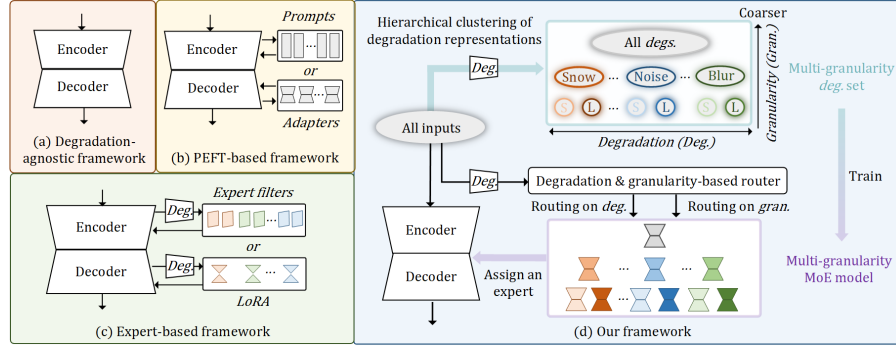 Encoder
Decoder
(a) Degradation-
agnostic framework
Prompts
Encoder
...
or
Decoder
...
Adapters
(b) PEFT-based framework
Expert filters
Encoder
Deg.
...
or
Decoder
Deg.
...
LoRA
(c) Expert-based framework
Hierarchical clustering of
degradation representations
Deg.
All degs.
Snow ... Noise ... Blur
S L S L S L
Degradation (Deg.)
Coarser
Granularity (Gran.)
Multi-granularity
deg. set
Train
Multi-granularity
MoE model
All inputs
Deg.
Degradation & granularity-based router
Routing on deg.
Routing on gran.
Encoder
Decoder
Assign an
expert
... ...
... ...
(d) Our framework